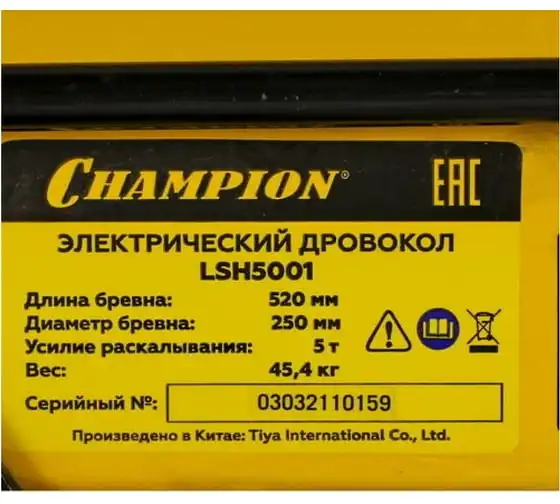 CHAMPION® EAC
ЭЛЕКТРИЧЕСКИЙ ДРОВОКОЛ
LSH5001
Длина бревна: 520 мм
Диаметр бревна: 250 мм
Усилие раскалывания: 5 т
Вес: 45,4 кг
Серийный №: 03032110159
Произведено в Китае: Tiya International Co., Ltd.